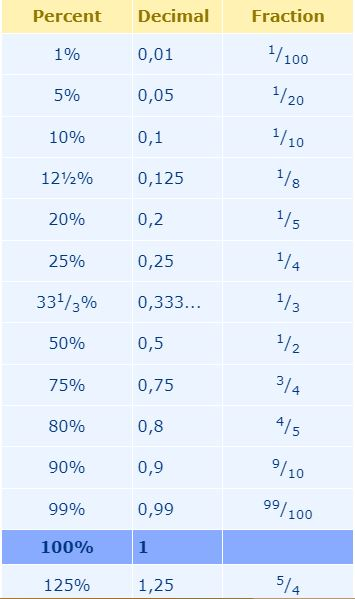 Percent Decimal Fraction
1% 0,01 1/100
5% 0,05 1/20
10% 0,1 1/10
12½% 0,125 1/8
20% 0,2 1/5
25% 0,25 1/4
33 1/3% 0,333... 1/3
50% 0,5 1/2
75% 0,75 3/4
80% 0,8 4/5
90% 0,9 9/10
99% 0,99 99/100
100% 1
125% 1,25 5/4